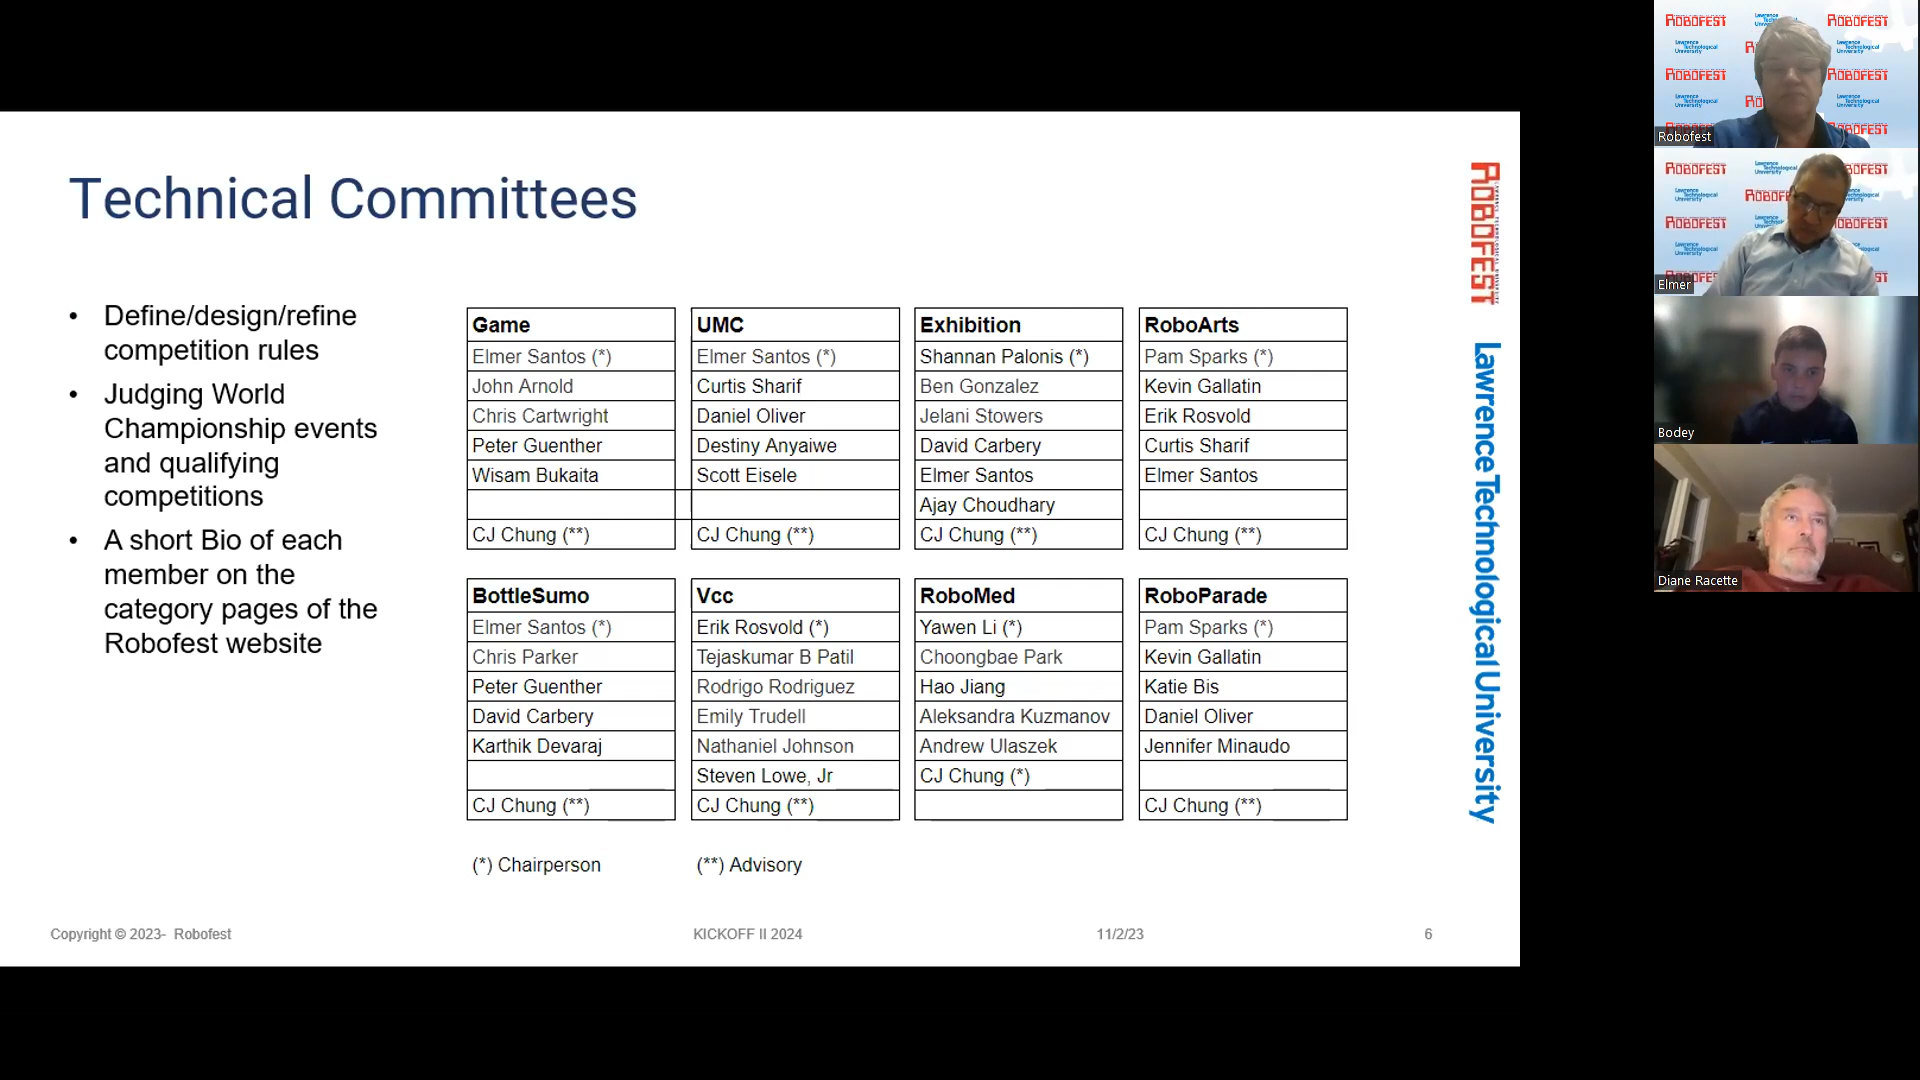 Technical Committees
• Define/design/refine
competition rules
• Judging World
Championship events
and qualifying
competitions
• A short Bio of each
member on the
category pages of the
Robofest website
Game
Elmer Santos (*)
John Arnold
Chris Cartwright
Peter Guenther
Wisam Bukaita
CJ Chung (**)
UMC
Elmer Santos (*)
Curtis Sharif
Daniel Oliver
Destiny Anyaiwe
Scott Eisele
CJ Chung (**)
Exhibition
Shannan Palonis (*)
Ben Gonzalez
Jelani Stowers
David Carbery
Elmer Santos
Ajay Choudhary
CJ Chung (**)
RoboArts
Pam Sparks (*)
Kevin Gallatin
Erik Rosvold
Curtis Sharif
Elmer Santos
CJ Chung (**)
BottleSumo
Elmer Santos (*)
Chris Parker
Peter Guenther
David Carbery
Karthik Devaraj
CJ Chung (**)
Vcc
Erik Rosvold (*)
Tejaskumar B Patil
Rodrigo Rodriguez
Emily Trudell
Nathaniel Johnson
Steven Lowe, Jr
CJ Chung (**)
RoboMed
Yawen Li (*)
Choongbae Park
Hao Jiang
Aleksandra Kuzmanov
Andrew Ulaszek
CJ Chung (*)
RoboParade
Pam Sparks (*)
Kevin Gallatin
Katie Bis
Daniel Oliver
Jennifer Minaudo
CJ Chung (**)
(*) Chairperson
(**) Advisory
Copyright © 2023- Robofest
KICKOFF II 2024
11/2/23
6
ROBOFEST
Lawrence Technological University
Robofest
Elmer
Bodey
Diane Racette